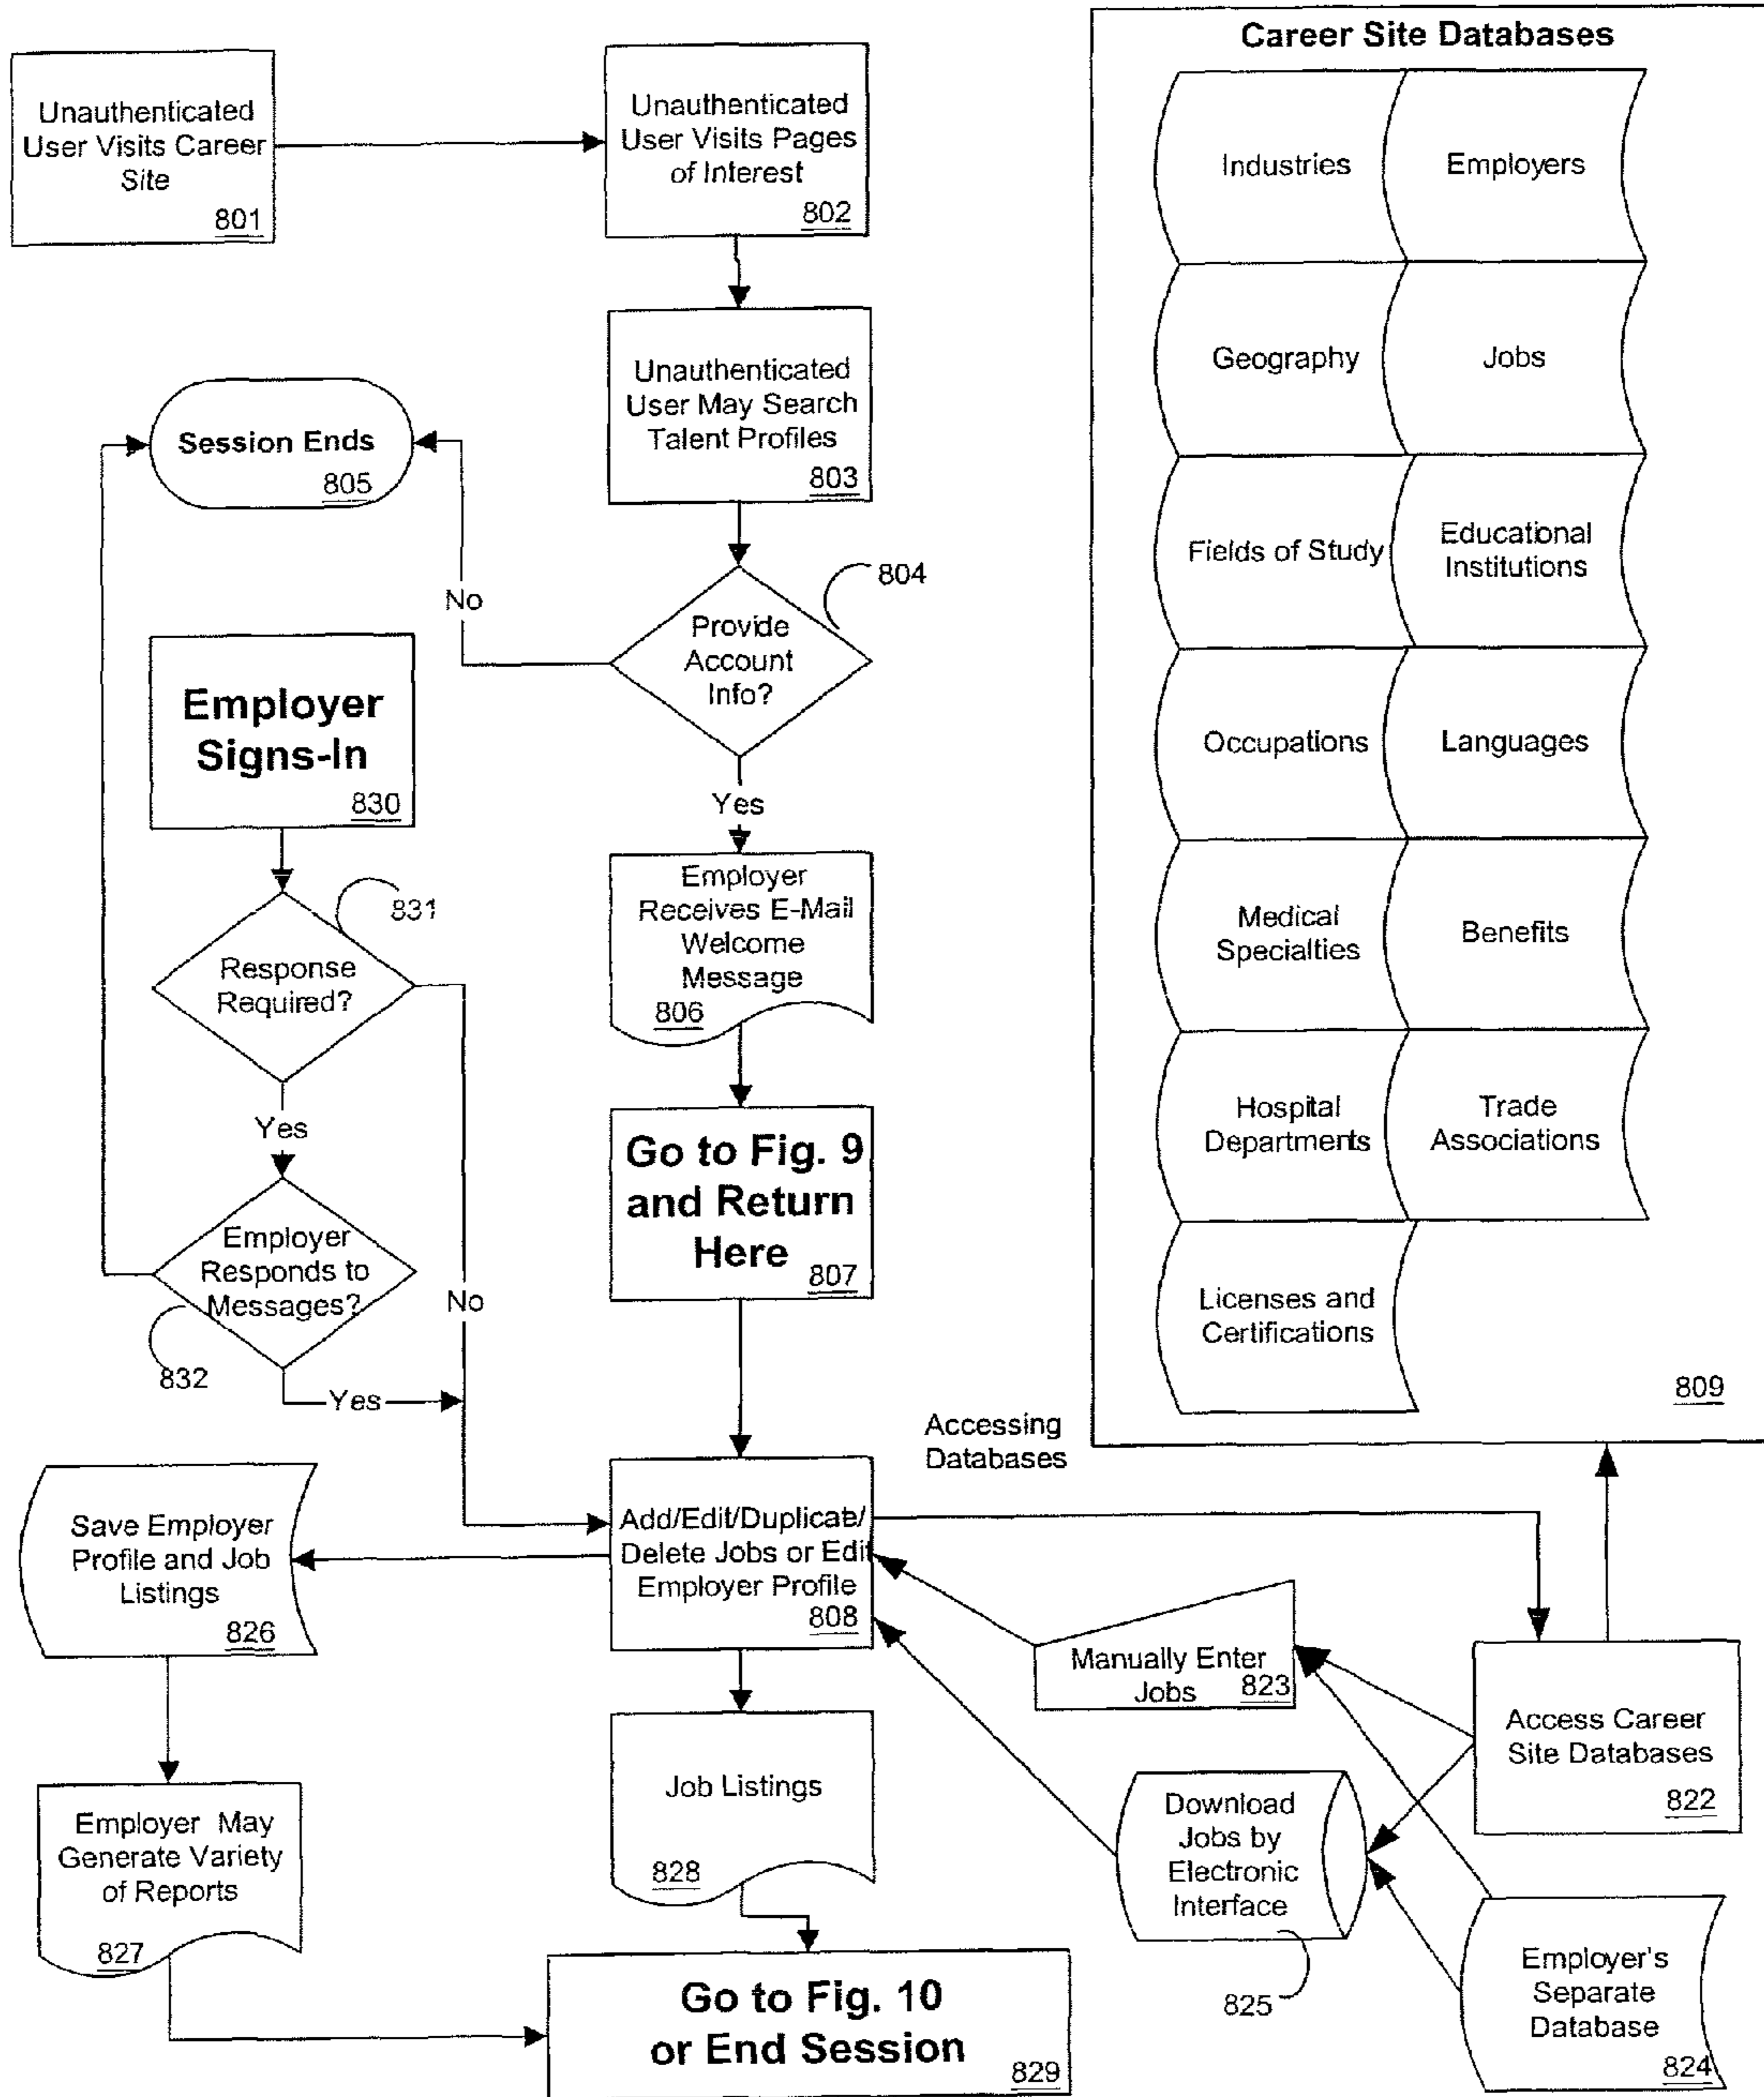 Unauthenticated
User Visits Career
Site
801
Unauthenticated
User Visits Pages
of Interest
802
Unauthenticated
User May Search
Talent Profiles
803
Session Ends
805
No
804
Provide
Account
Info?
Yes
Employer
Signs-In
830
831
Response
Required?
Yes
Employer
Receives E-Mail
Welcome
Message
806
Go to Fig. 9
and Return
Here
807
Employer
Responds to
Messages?
832
No
Yes
Career Site Databases
Industries
Employers
Geography
Jobs
Fields of Study
Educational
Institutions
Occupations
Languages
Medical
Specialties
Benefits
Hospital
Departments
Trade
Associations
Licenses and
Certifications
809
Accessing
Databases
Save Employer
Profile and Job
Listings
826
Add/Edit/Duplicate/
Delete Jobs or Edit
Employer Profile
808
Manually Enter
Jobs
823
Access Career
Site Databases
822
Employer May
Generate Variety
of Reports
827
Job Listings
828
Download
Jobs by
Electronic
Interface
825
Employer's
Separate
Database
824
Go to Fig. 10
or End Session
829